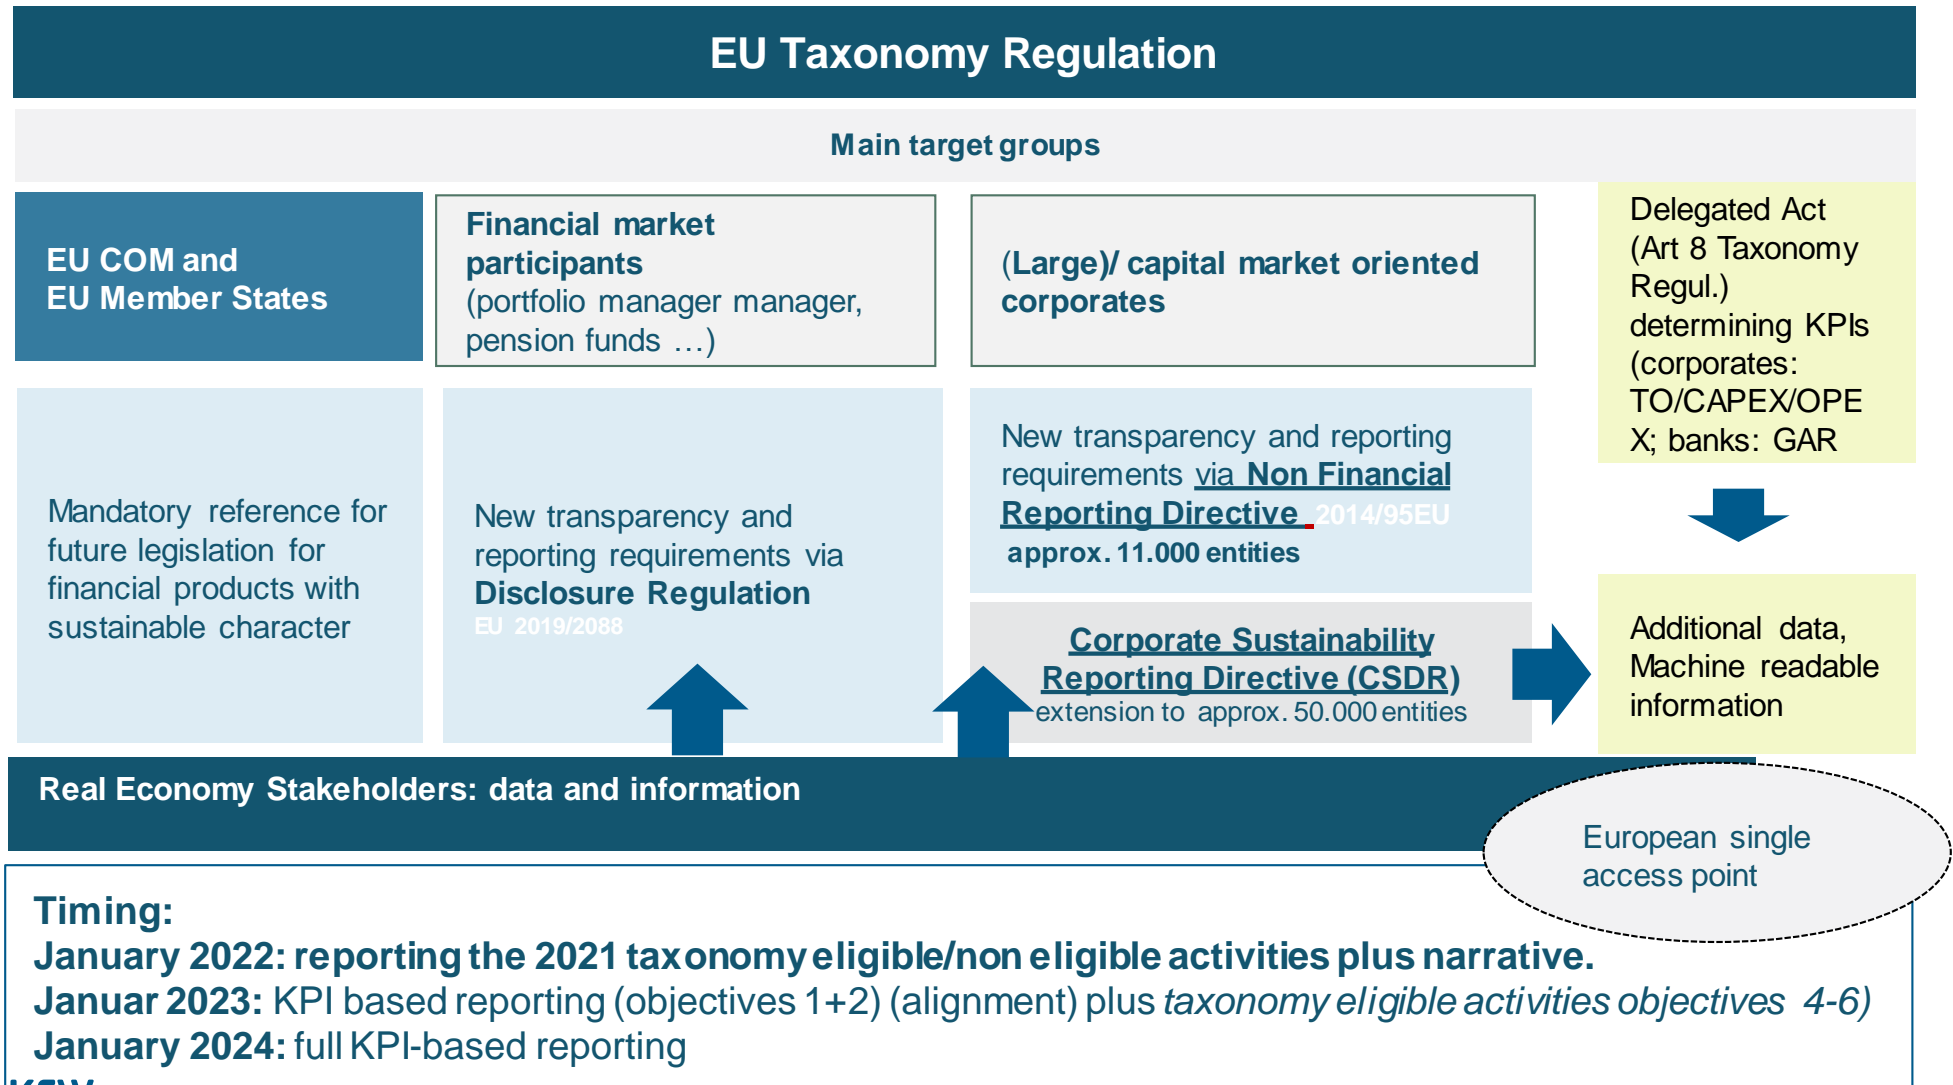 EU Taxonomy Regulation
Main target groups
EU COM and
EU Member States
Financial market
participants
(portfolio manager manager,
pension funds …)
(Large)/ capital market oriented
corporates
Delegated Act
(Art 8 Taxonomy
Regul.)
determining KPIs
(corporates:
TO/CAPEX/OPE
X; banks: GAR
Mandatory reference for
future legislation for
financial products with
sustainable character
New transparency and
reporting requirements via
Disclosure Regulation
EU 2019/2088
New transparency and reporting
requirements via Non Financial
Reporting Directive 2014/95EU
approx. 11.000 entities
Corporate Sustainability
Reporting Directive (CSDR)
extension to approx. 50.000 entities
Additional data,
Machine readable
information
Real Economy Stakeholders: data and information
European single
access point
Timing:
January 2022: reporting the 2021 taxonomy eligible/non eligible activities plus narrative.
Januar 2023: KPI based reporting (objectives 1+2) (alignment) plus taxonomy eligible activities objectives 4-6)
January 2024: full KPI-based reporting